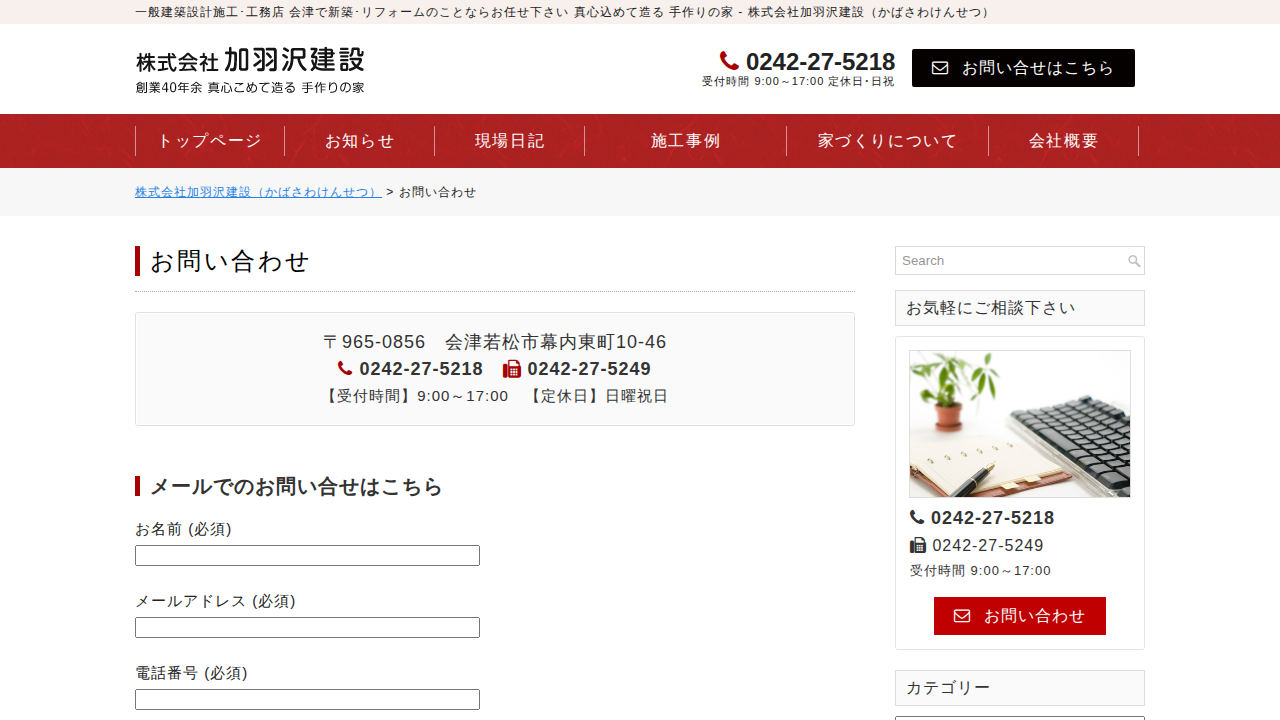 一般建築設計施工･工務店 会津で新築･リフォームのことならお任せ下さい 真心込めて造る 手作りの家 - 株式会社加羽沢建設（かばさわけんせつ）
株式会社 加羽沢建設
創業40年余 真心こめて造る 手作りの家
0242-27-5218
受付時間 9:00～17:00 定休日･日祝
お問い合せはこちら
トップページ
お知らせ
現場日記
施工事例
家づくりについて
会社概要
株式会社加羽沢建設（かばさわけんせつ） > お問い合わせ
お問い合わせ
〒965-0856　会津若松市幕内東町10-46
0242-27-5218　0242-27-5249
【受付時間】9:00～17:00　【定休日】日曜祝日
メールでのお問い合せはこちら
お名前 (必須)
メールアドレス (必須)
電話番号 (必須)
Search
お気軽にご相談下さい
0242-27-5218
0242-27-5249
受付時間 9:00～17:00
お問い合わせ
カテゴリー